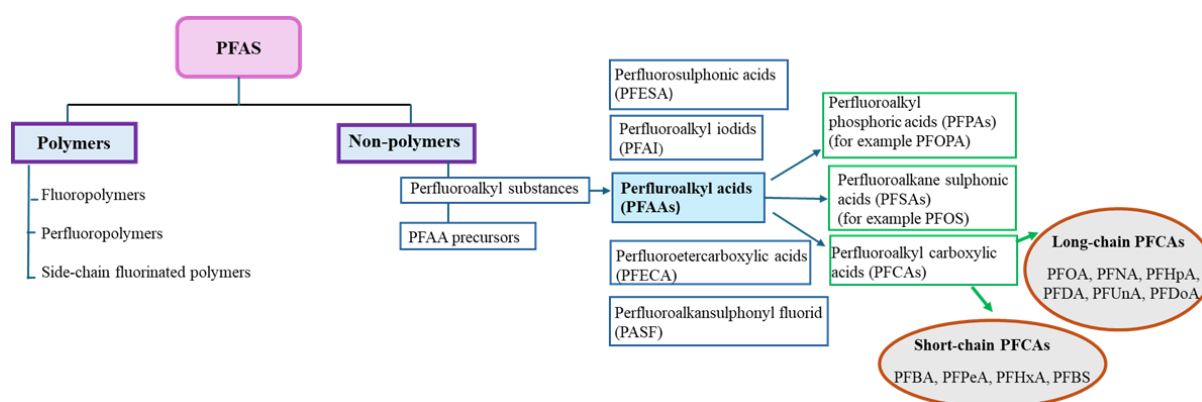 PFAS
Polymers
Fluoropolymers
Perfluoropolymers
Side-chain fluorinated polymers
Non-polymers
Perfluoroalkyl substances
PFAA precursors
Perfluorosulphonic acids
(PFESA)
Perfluoroalkyl iodids
(PFAI)
Perfluroalkyl acids
(PFAAs)
Perfluoroetercarboxylic acids
(PFECA)
Perfluoroalkansulphonyl fluorid
(PASF)
Perfluoroalkyl
phosphoric acids (PFPAs)
(for example PFOPA)
Perfluoroalkane sulphonic
acids (PFSAs)
(for example PFOS)
Perfluoroalkyl carboxylic
acids (PFCAs)
Long-chain PFCAs
PFOA, PFNA, PFHpA,
PFDA, PFUnA, PFDoA
Short-chain PFCAs
PFBA, PFPeA, PFHxA, PFBS